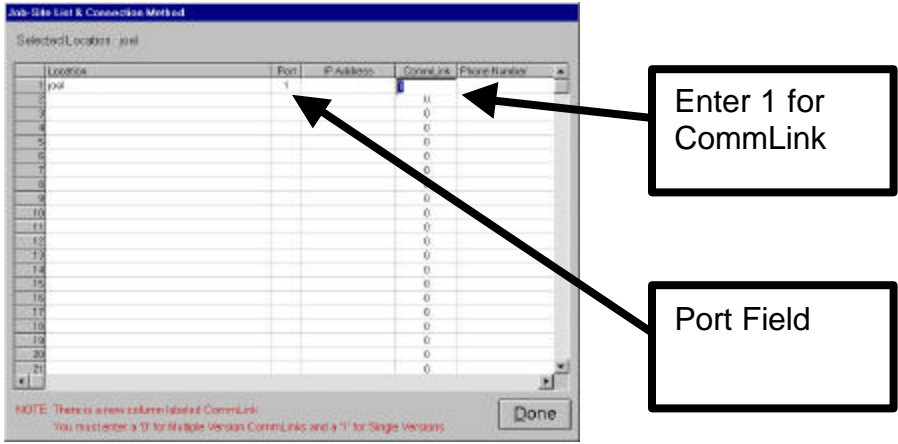 Job-Site List & Connection Method
Selected Location: joel
Location Port IP Address CommLink Phone Number
1 joel 1 1
2 0
3 0
4 0
5 0
6 0
7 0
8 0
9 0
10 0
11 0
12 0
13 0
14 0
15 0
16 0
17 0
18 0
19 0
20 0
21 0
NOTE: There is a new column labeled CommLink
You must enter a '0' for Multiple Version CommLinks and a '1' for Single Versions
Done
Enter 1 for
CommLink
Port Field